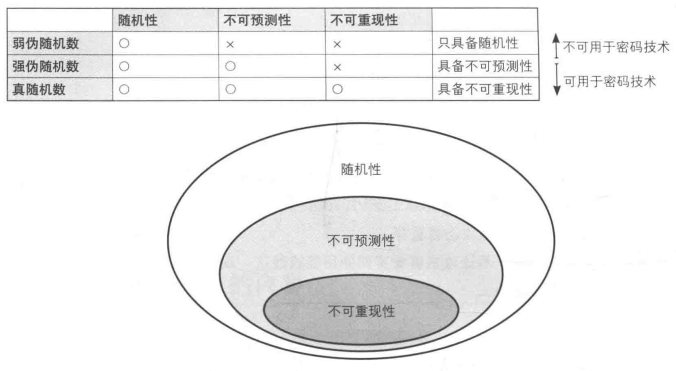 随机性 不可预测性 不可重现性
弱伪随机数 ○ × × 只具备随机性
强伪随机数 ○ ○ × 具备不可预测性
真随机数 ○ ○ ○ 具备不可重现性
不可用于密码技术
可用于密码技术
随机性
不可预测性
不可重现性